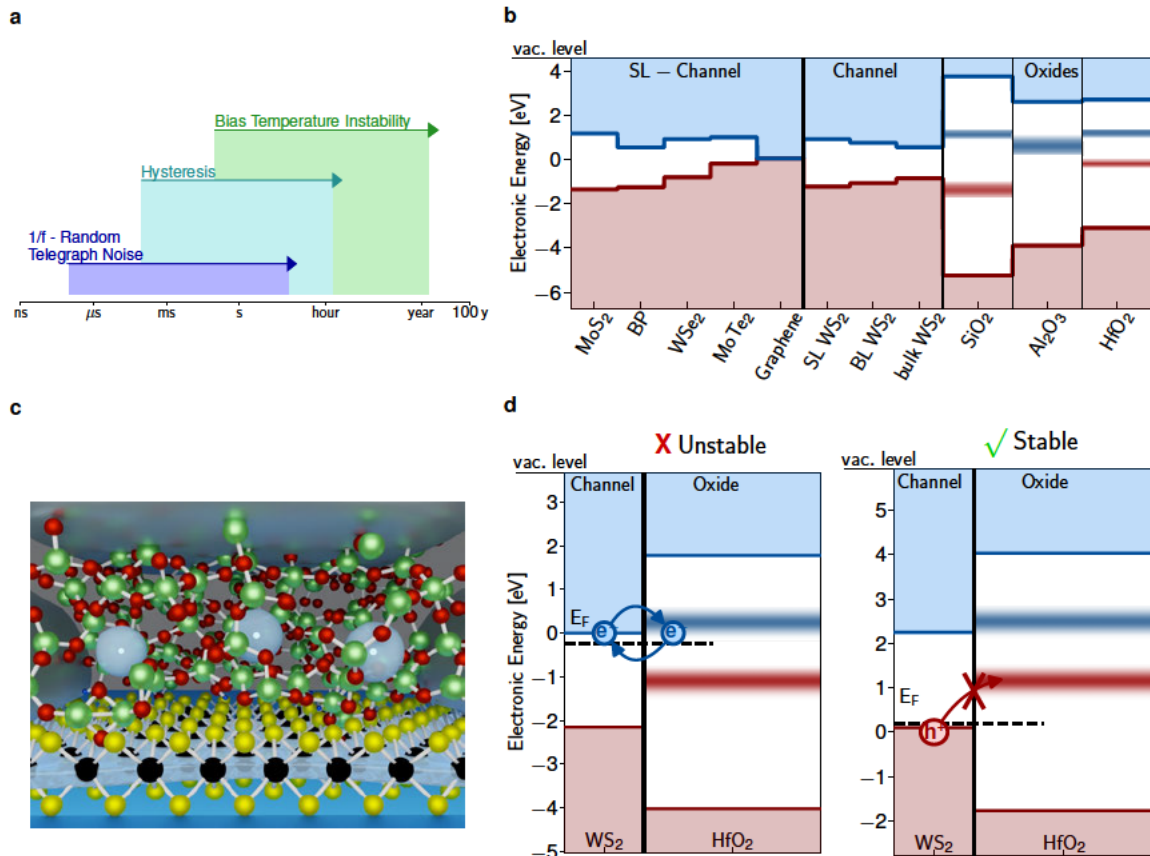 a
Bias Temperature Instability
Hysteresis
1/f - Random
Telegraph Noise
ns
μs
ms
s
hour
year
100 y
b
vac. level
SL – Channel
Channel
Oxides
Electronic Energy [eV]
4
2
0
−2
−4
−6
MoS₂
BP
WSe₂
MoTe₂
Graphene
SL WS₂
BL WS₂
bulk WS₂
SiO₂
Al₂O₃
HfO₂
c
d
X Unstable
vac. level
Channel
Oxide
Electronic Energy [eV]
3
2
1
0
−1
−2
−3
−4
−5
E_F
e⁻
e⁻
WS₂
HfO₂
√ Stable
vac. level
Channel
Oxide
5
4
3
2
1
0
−1
−2
E_F
h⁺
WS₂
HfO₂